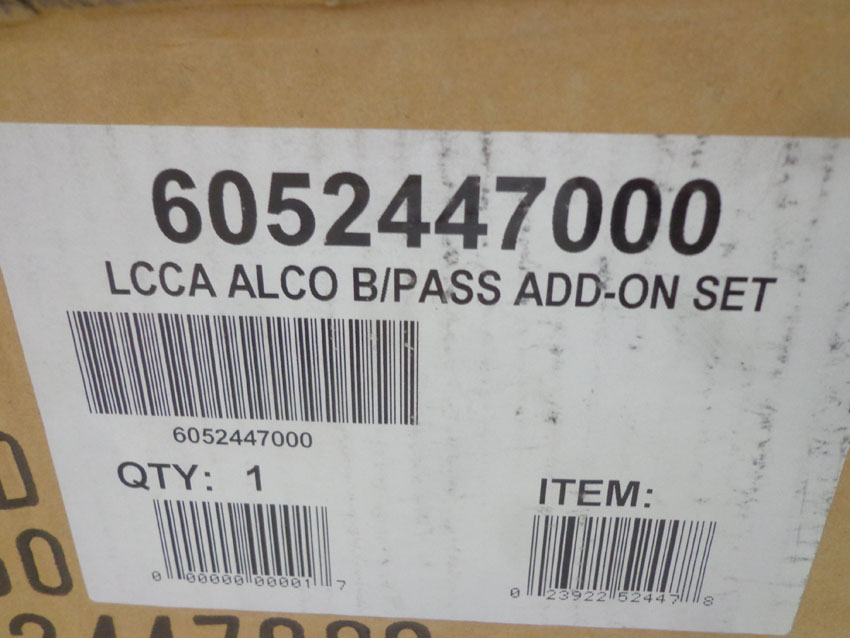 6052447000
LCCA ALCO B/PASS ADD-ON SET
6052447000
QTY: 1
ITEM:
0 00000 00001 7
0 23922 52447 8